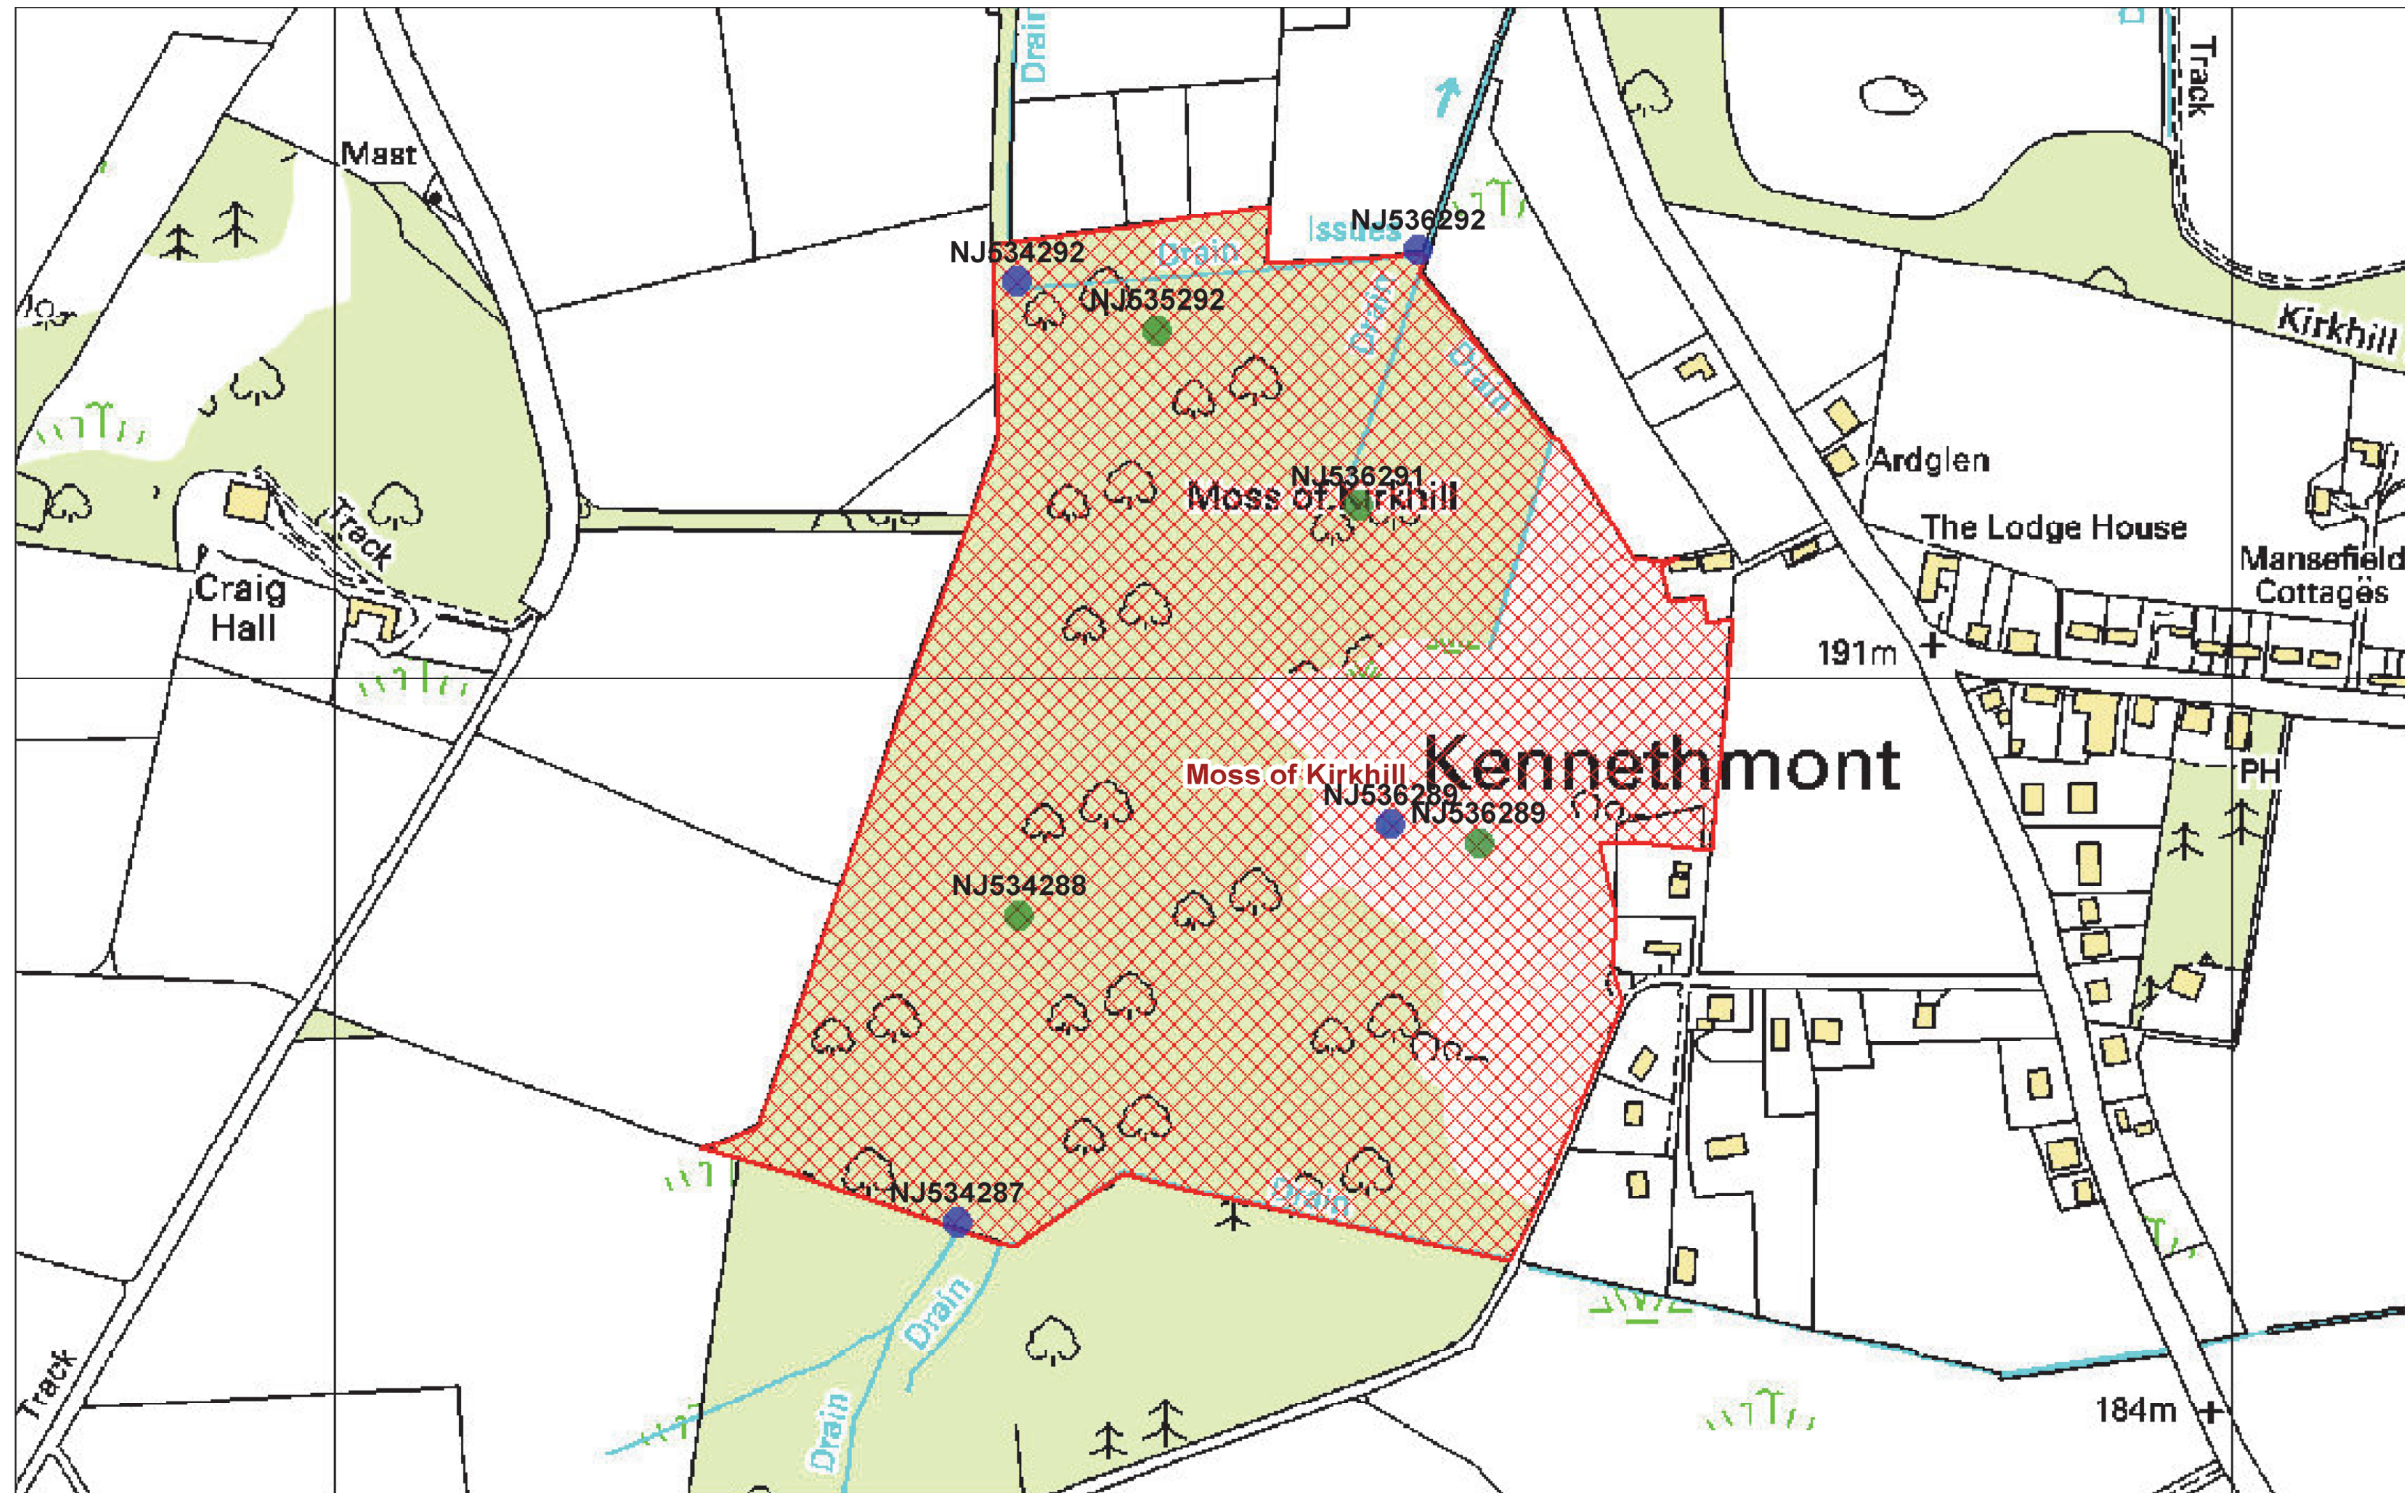 Drain
Track
Mast
NJ536292
Issues
Drain
NJ534292
NJ535292
Drain
Kirkhill
Drain
Ardglen
NJ536291
Moss of Kirkhill
Track
The Lodge House
Mansefield
Cottages
Craig
Hall
191m
Kennethmont
Moss of Kirkhill
PH
NJ536289
NJ536289
NJ534288
NJ534287
Drain
Drain
Drain
Track
184m